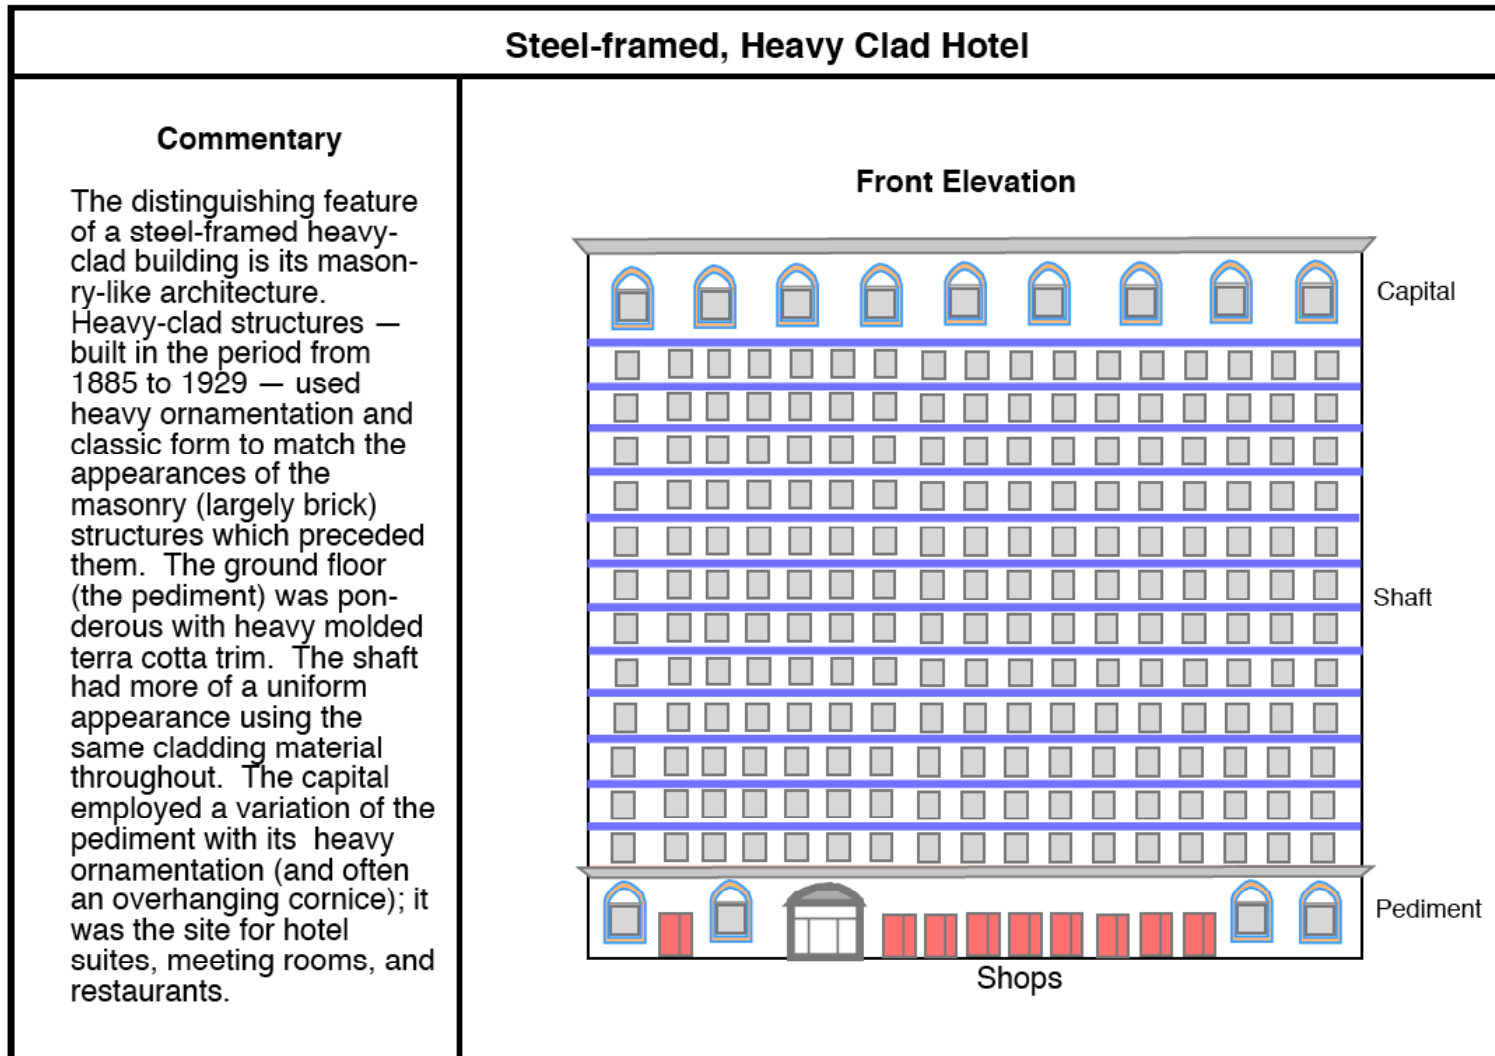 Steel-framed, Heavy Clad Hotel
Commentary
The distinguishing feature
of a steel-framed heavy-
clad building is its mason-
ry-like architecture.
Heavy-clad structures —
built in the period from
1885 to 1929 — used
heavy ornamentation and
classic form to match the
appearances of the
masonry (largely brick)
structures which preceded
them.  The ground floor
(the pediment) was pon-
derous with heavy molded
terra cotta trim.  The shaft
had more of a uniform
appearance using the
same cladding material
throughout.  The capital
employed a variation of the
pediment with its  heavy
ornamentation (and often
an overhanging cornice); it
was the site for hotel
suites, meeting rooms, and
restaurants.
Front Elevation
Capital
Shaft
Pediment
Shops